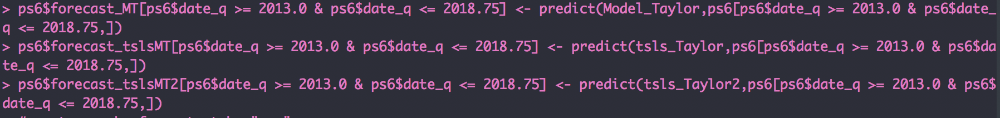 > ps6$forecast_MT[ps6$date_q >= 2013.0 & ps6$date_q <= 2018.75] <- predict(Model_Taylor,ps6[ps6$date_q >= 2013.0 & ps6$date_
q <= 2018.75,])
> ps6$forecast_tslsMT[ps6$date_q >= 2013.0 & ps6$date_q <= 2018.75] <- predict(tsls_Taylor,ps6[ps6$date_q >= 2013.0 & ps6$da
te_q <= 2018.75,])
> ps6$forecast_tslsMT2[ps6$date_q >= 2013.0 & ps6$date_q <= 2018.75] <- predict(tsls_Taylor2,ps6[ps6$date_q >= 2013.0 & ps6$
date_q <= 2018.75,])